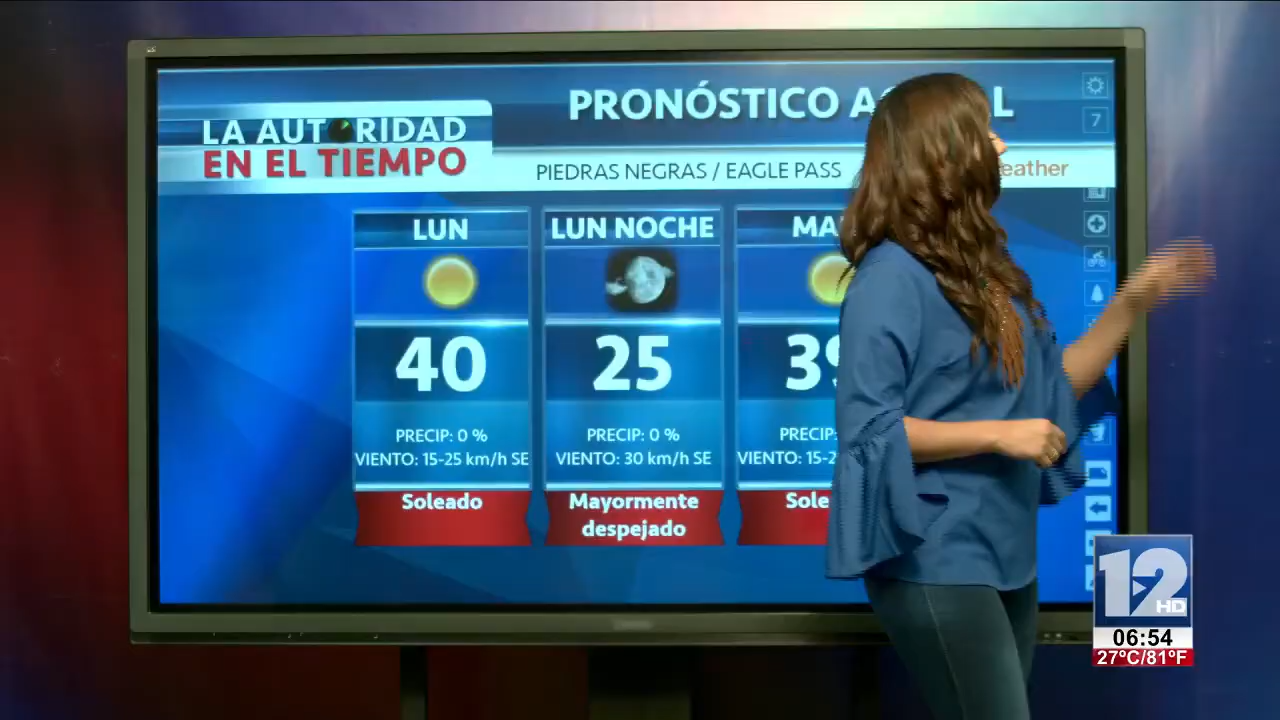 PRONÓSTICO A L
LA AUTORIDAD
EN EL TIEMPO
PIEDRAS NEGRAS / EAGLE PASS
eather
7
LUN
LUN NOCHE
MA
40
25
39
PRECIP: 0 %
PRECIP: 0 %
PRECIP:
VIENTO: 15-25 km/h SE
VIENTO: 30 km/h SE
VIENTO: 15-2
Soleado
Mayormente
despejado
Sole
12
HD
06:54
27°C/81°F